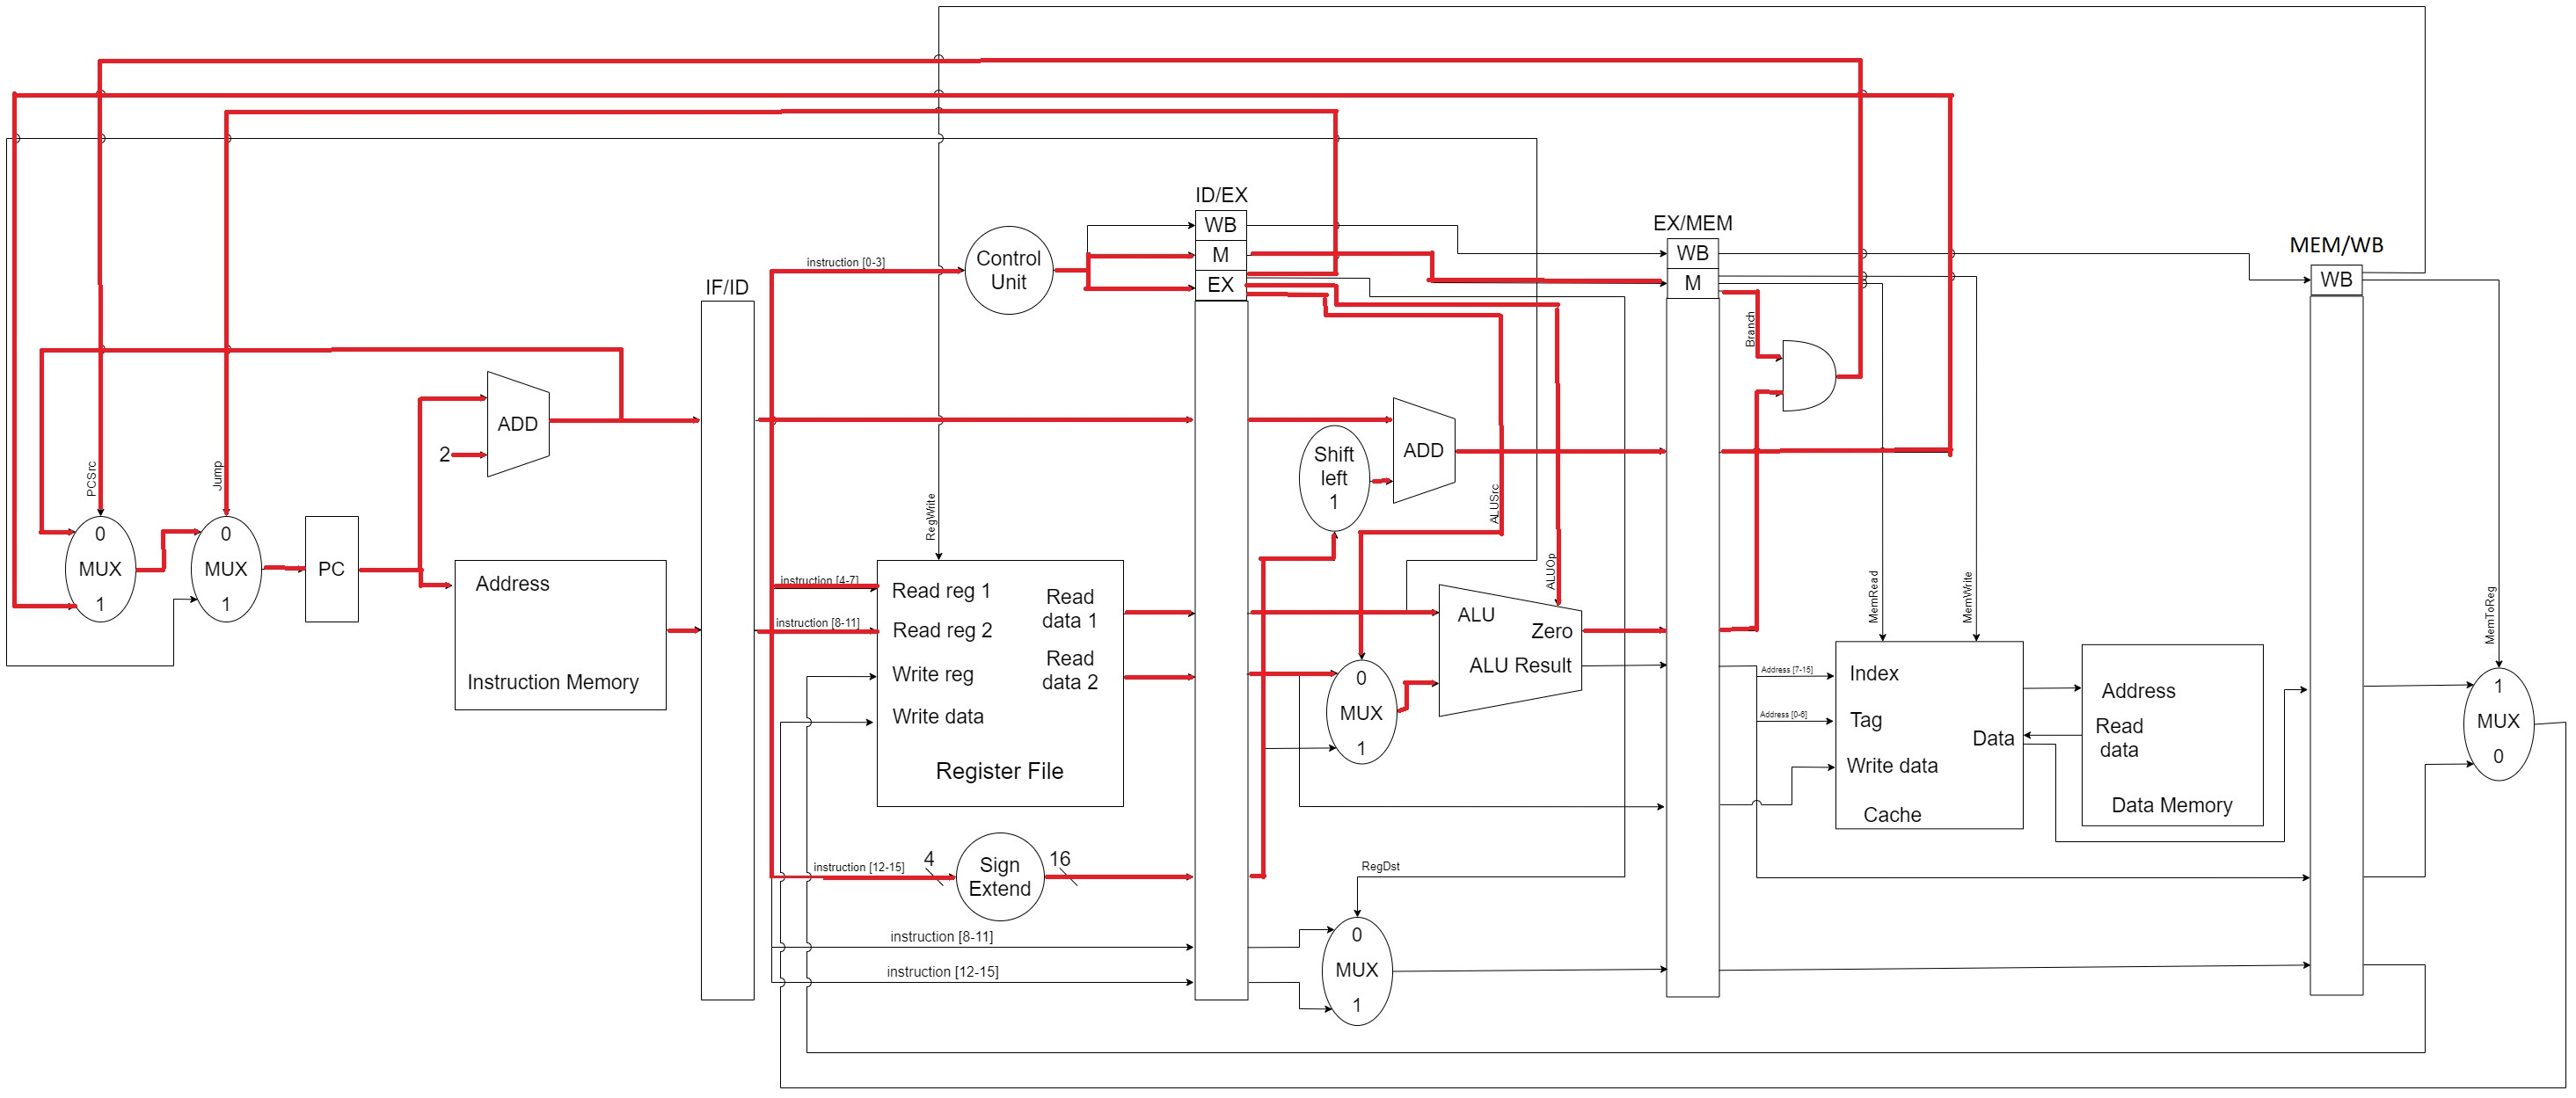 ID/EX
WB
M
EX
EX/MEM
WB
M
MEM/WB
WB
Control
Unit
instruction [0-3]
IF/ID
Branch
ADD
2
PCSrc
Jump
0
MUX
1
0
MUX
1
PC
Address
Instruction Memory
RegWrite
instruction [4-7]
instruction [8-11]
Read reg 1
Read reg 2
Write reg
Write data
Read
data 1
Read
data 2
Register File
Shift
left
1
ADD
ALUSrc
ALUOp
ALU
Zero
ALU Result
0
MUX
1
MemRead
MemWrite
Address [7-15]
Address [0-6]
Index
Tag
Write data
Data
Cache
Address
Read
data
Data Memory
MemToReg
1
MUX
0
instruction [12-15]
4
Sign
Extend
16
RegDst
instruction [8-11]
instruction [12-15]
0
MUX
1